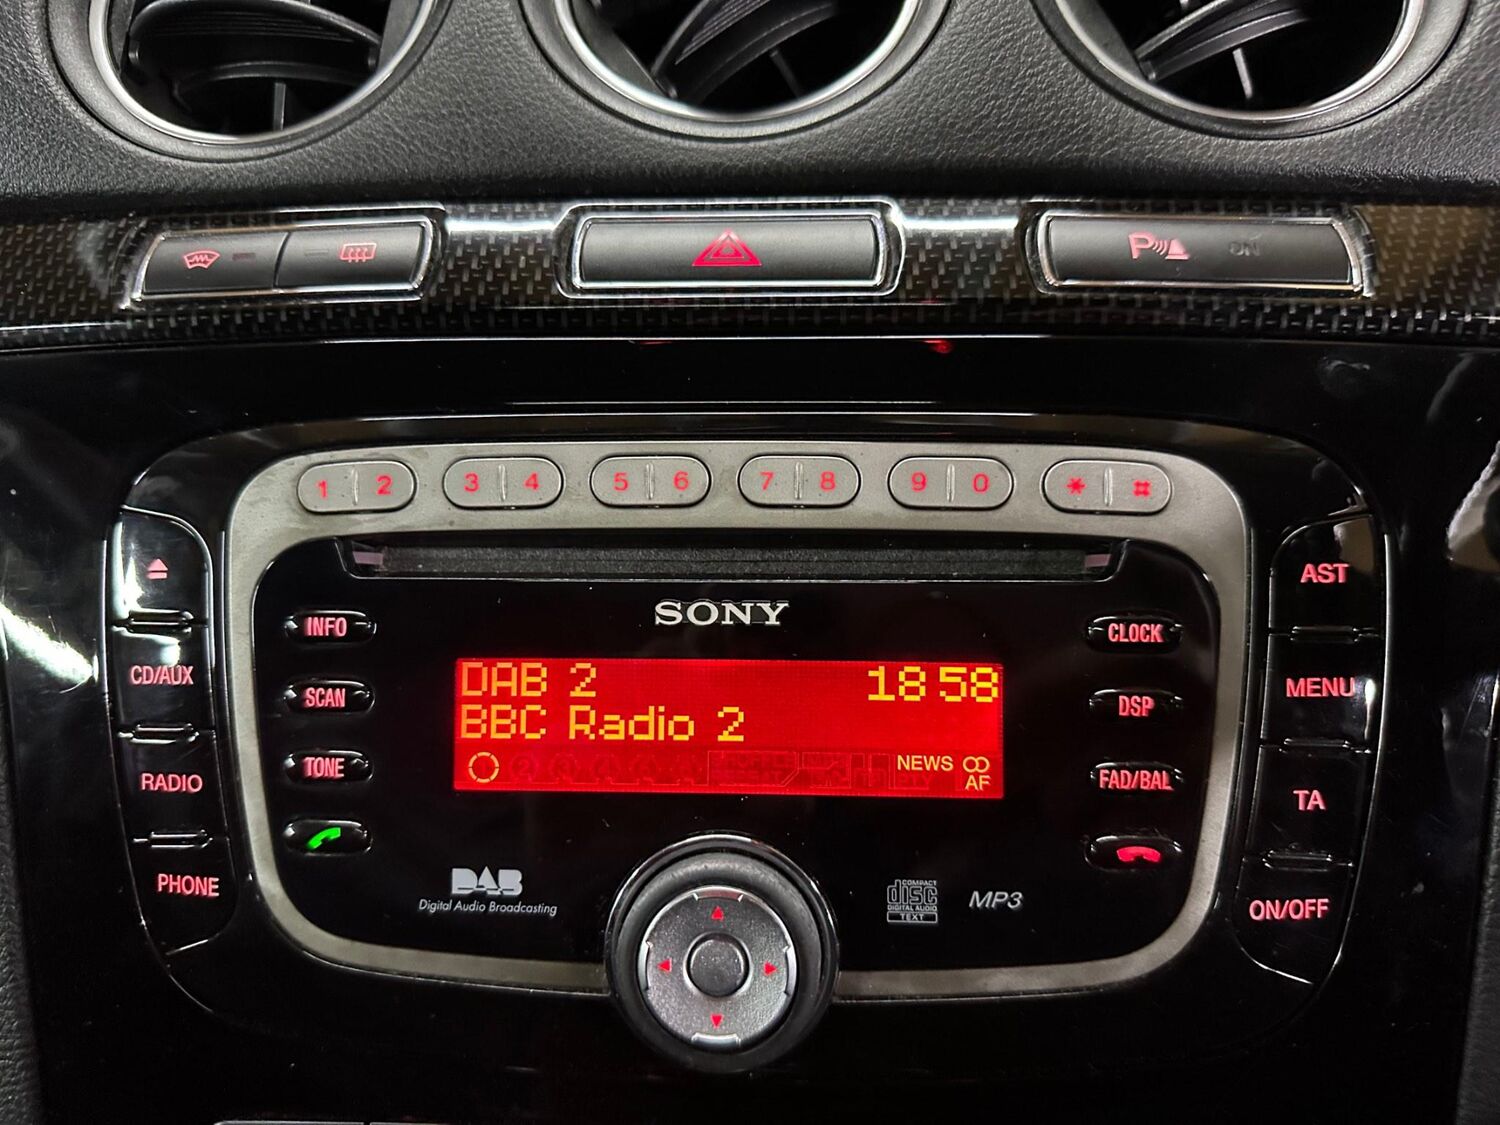 P ON
1 2 3 4 5 6 7 8 9 0 * #
SONY
INFO
SCAN
TONE
CD/AUX
RADIO
PHONE
DAB 2 18 58
BBC Radio 2
NEWS
AF
CLOCK
DSP
FAD/BAL
AST
MENU
TA
ON/OFF
DAB
Digital Audio Broadcasting
COMPACT
disc
DIGITAL AUDIO
TEXT
MP3